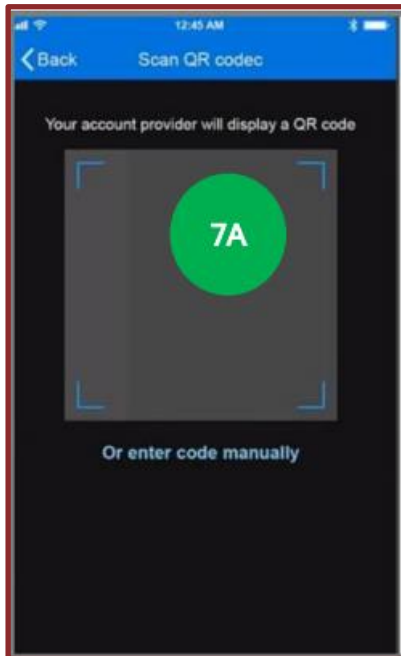 12:45 AM
Back
Scan QR codec
Your account provider will display a QR code
7A
Or enter code manually